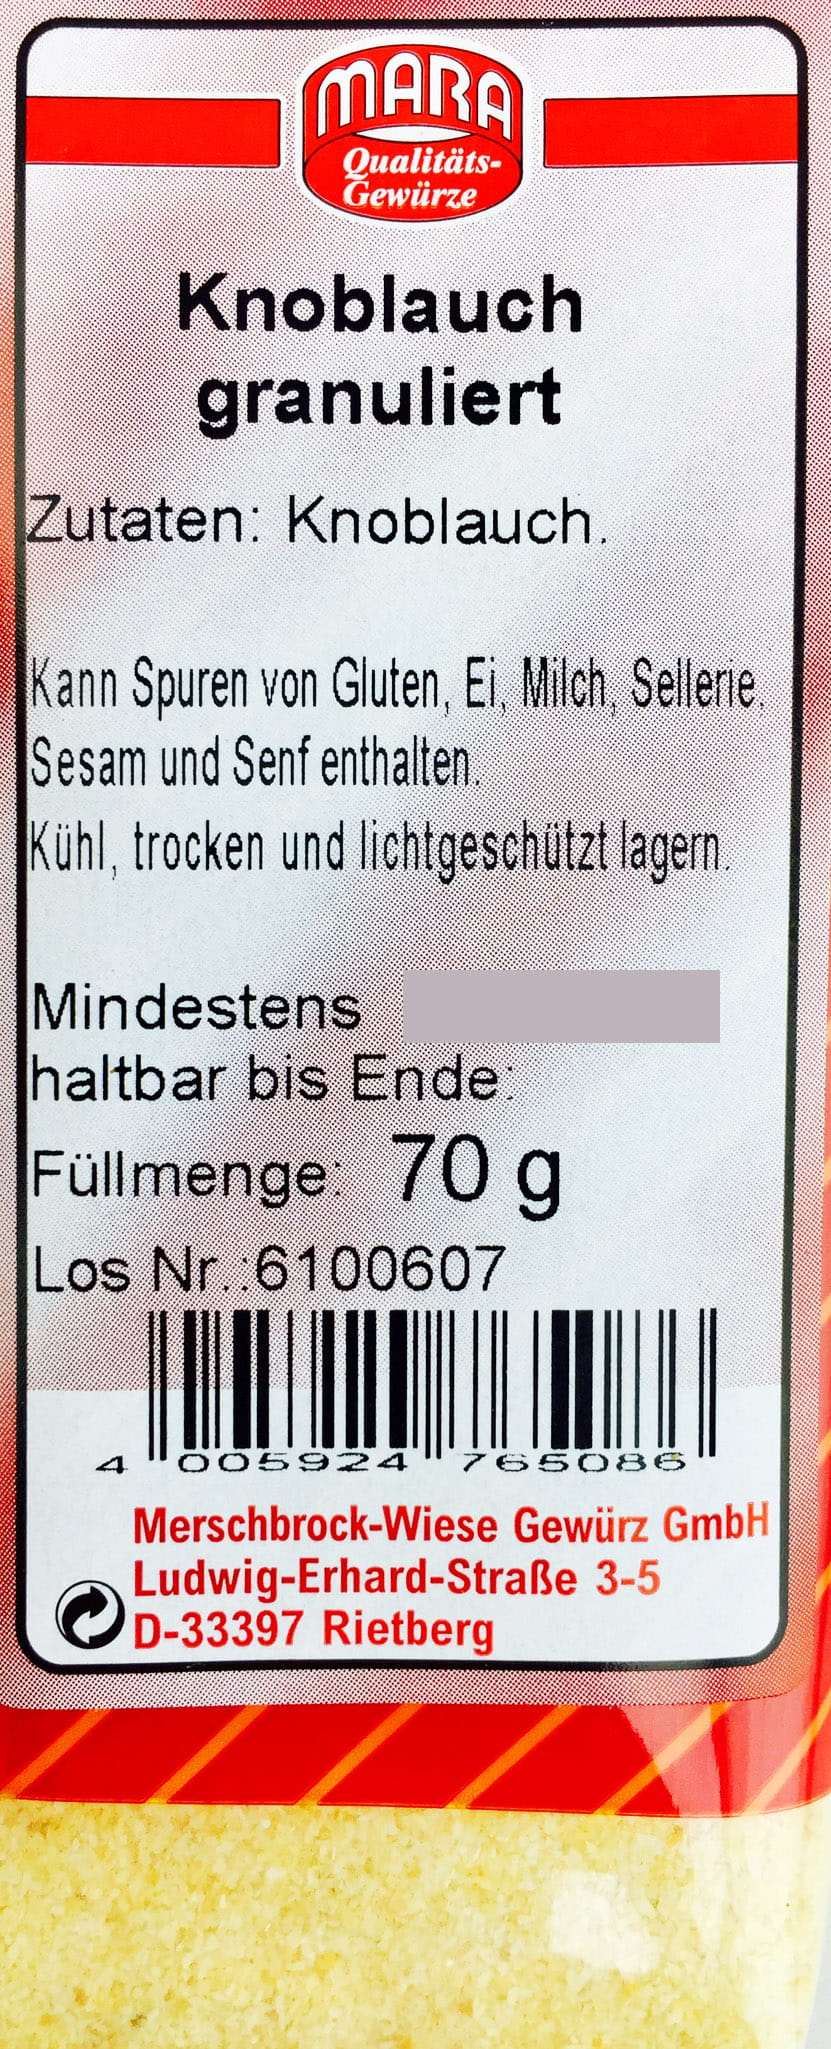 MARA
Qualitäts-
Gewürze
Knoblauch
granuliert
Zutaten: Knoblauch.
Kann Spuren von Gluten, Ei, Milch, Sellerie.
Sesam und Senf enthalten.
Kühl, trocken und lichtgeschützt lagern.
Mindestens
haltbar bis Ende:
Füllmenge: 70 g
Los Nr.:6100607
4 005924 765086
Merschbrock-Wiese Gewürz GmbH
Ludwig-Erhard-Straße 3-5
D-33397 Rietberg